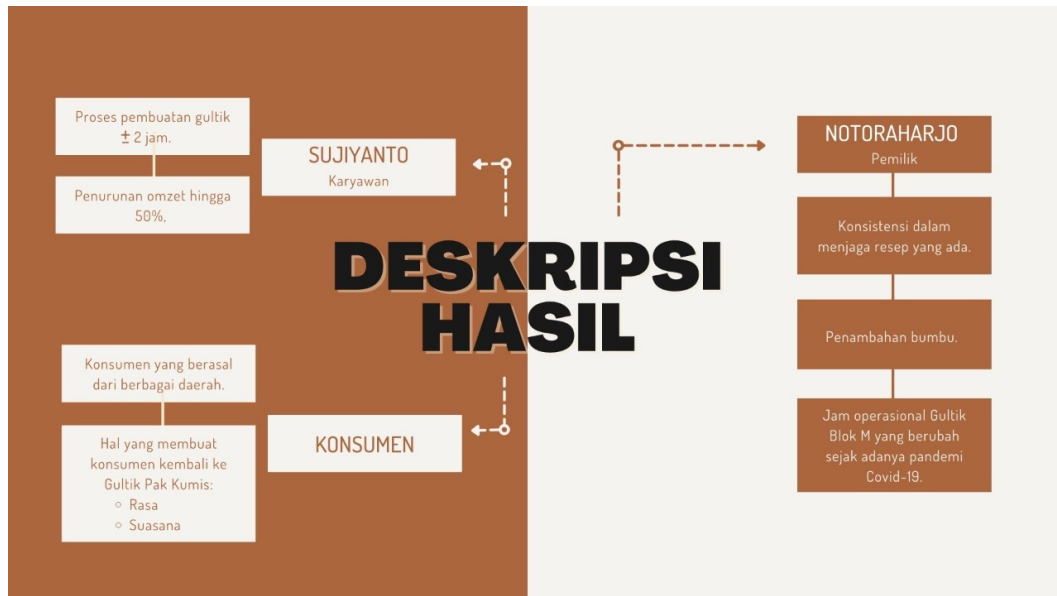 DESKRIPSI
HASIL
SUJIYANTO
Karyawan
Proses pembuatan gultik
± 2 jam.
Penurunan omzet hingga
50%,
KONSUMEN
Konsumen yang berasal
dari berbagai daerah.
Hal yang membuat
konsumen kembali ke
Gultik Pak Kumis:
○ Rasa
○ Suasana
NOTORAHARJO
Pemilik
Konsistensi dalam
menjaga resep yang ada.
Penambahan bumbu.
Jam operasional Gultik
Blok M yang berubah
sejak adanya pandemi
Covid-19.